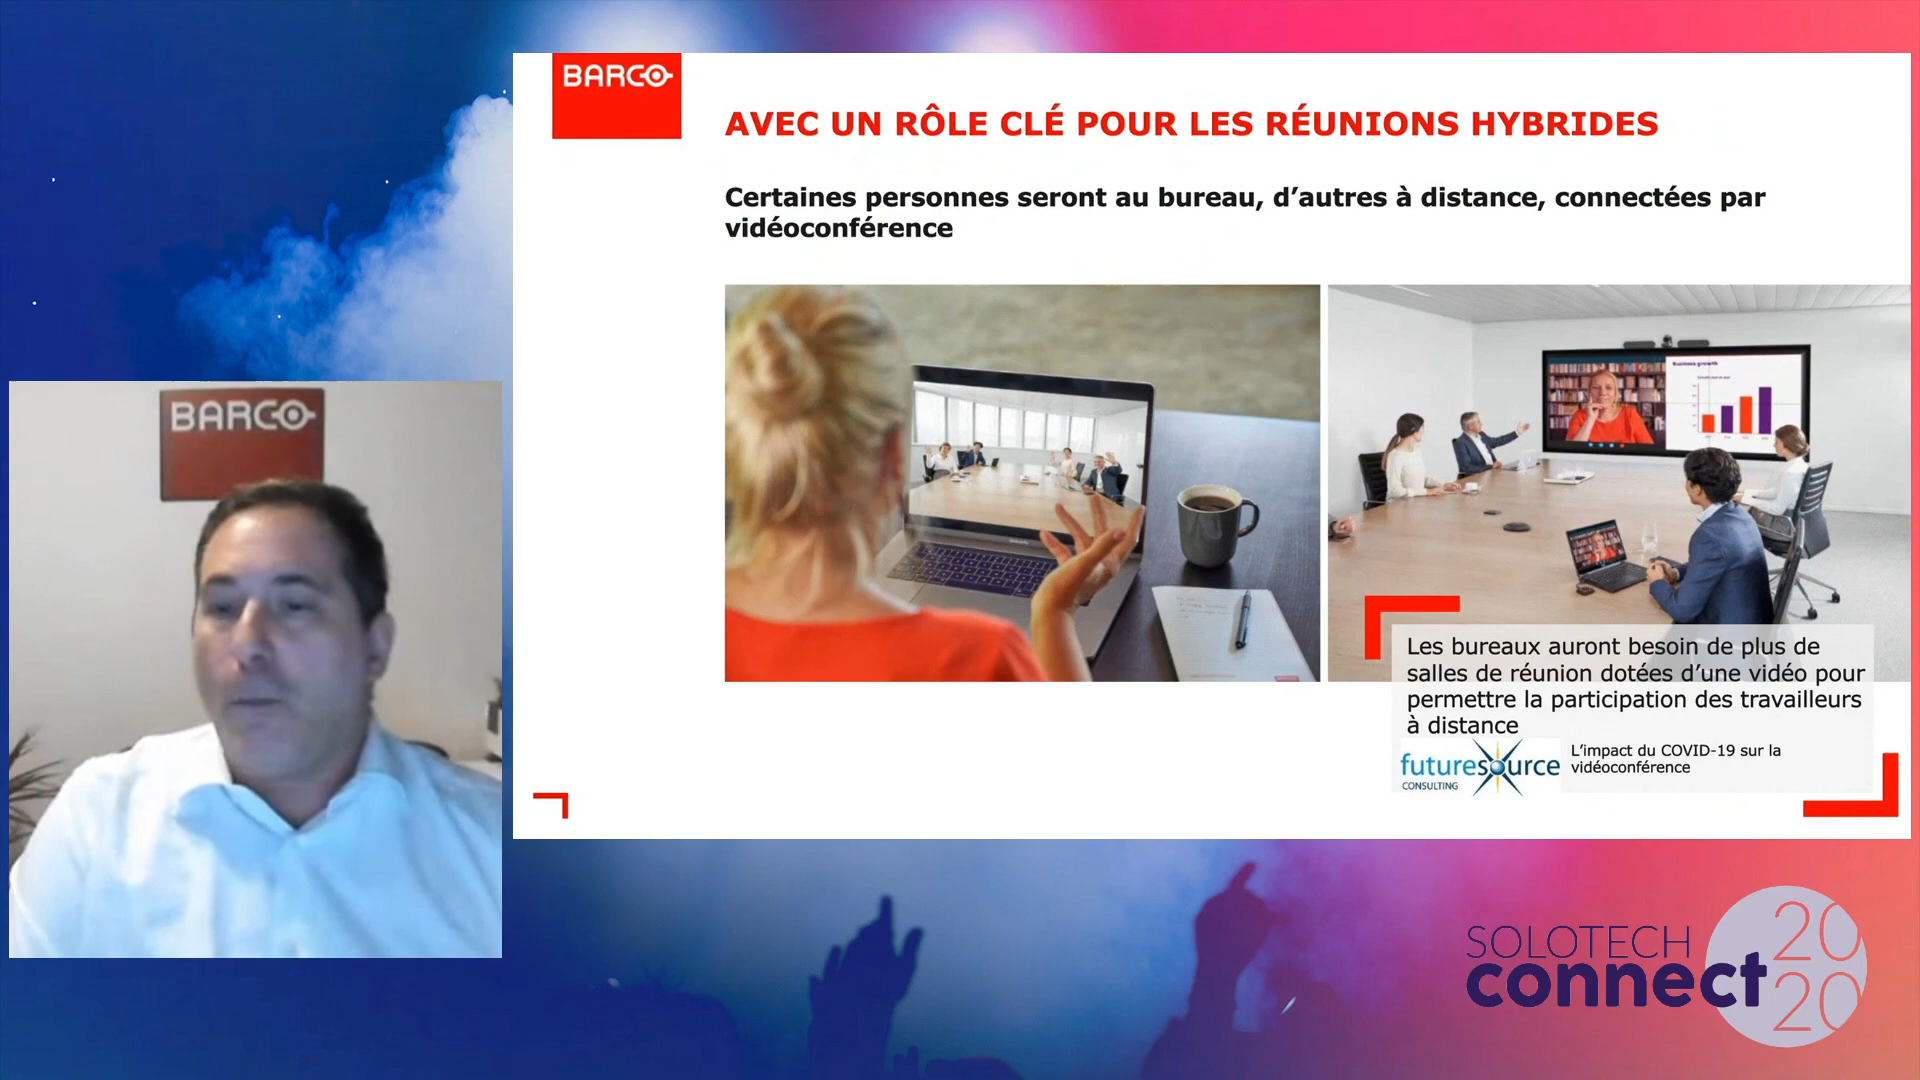 BARCO
AVEC UN RÔLE CLÉ POUR LES RÉUNIONS HYBRIDES
Certaines personnes seront au bureau, d’autres à distance, connectées par
vidéoconférence
Business growth
Les bureaux auront besoin de plus de
salles de réunion dotées d’une vidéo pour
permettre la participation des travailleurs
à distance
futuresource
CONSULTING
L’impact du COVID-19 sur la
vidéoconférence
BARCO
SOLOTECH
connect
20
20